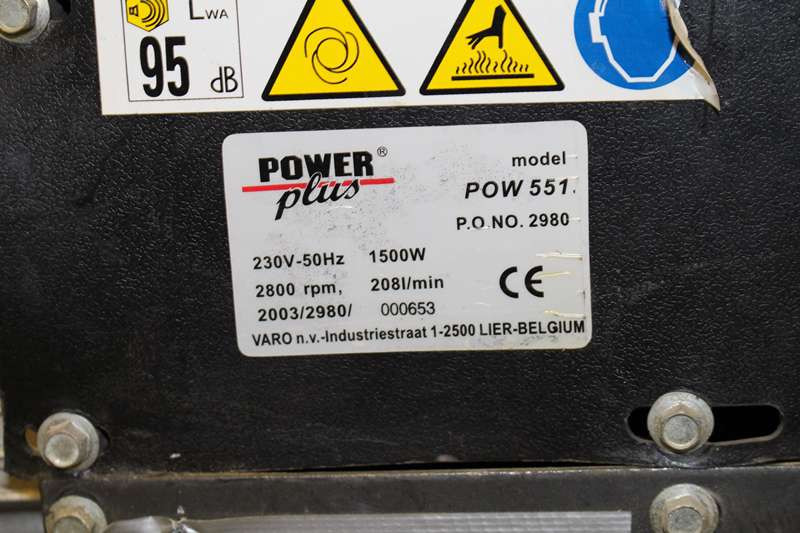 LWA
95 dB
POWER plus ®
model
POW 551
P.O.NO. 2980
230V-50Hz 1500W
2800 rpm, 208l/min
2003/2980/ 000653
CE
VARO n.v.-Industriestraat 1-2500 LIER-BELGIUM